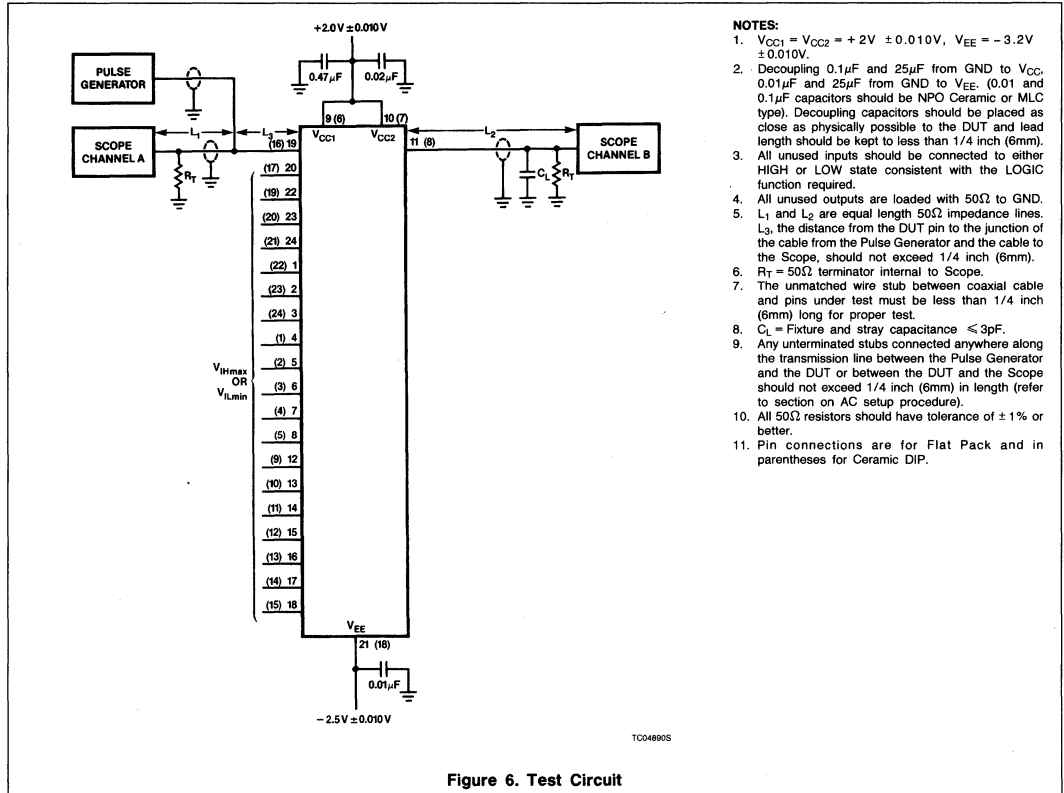 +2.0V ±0.010V
PULSE
GENERATOR
0.47μF
0.02μF
SCOPE
CHANNEL A
L1
L3
RT
9 (6)
10 (7)
VCC1
VCC2
(16) 19
11 (8)
L2
CL
RT
SCOPE
CHANNEL B
(17) 20
(19) 22
(20) 23
(21) 24
(22) 1
(23) 2
(24) 3
(1) 4
(2) 5
(3) 6
(4) 7
(5) 8
(9) 12
(10) 13
(11) 14
(12) 15
(13) 16
(14) 17
(15) 18
VIHmax
OR
VILmin
VEE
21 (18)
0.01μF
− 2.5V ±0.010V
TC04890S
NOTES:
1. VCC1 = VCC2 = + 2V ±0.010V, VEE = − 3.2V
±0.010V.
2. Decoupling 0.1μF and 25μF from GND to VCC,
0.01μF and 25μF from GND to VEE. (0.01 and
0.1μF capacitors should be NPO Ceramic or MLC
type). Decoupling capacitors should be placed as
close as physically possible to the DUT and lead
length should be kept to less than 1/4 inch (6mm).
3. All unused inputs should be connected to either
HIGH or LOW state consistent with the LOGIC
function required.
4. All unused outputs are loaded with 50Ω to GND.
5. L1 and L2 are equal length 50Ω impedance lines.
L3, the distance from the DUT pin to the junction of
the cable from the Pulse Generator and the cable to
the Scope, should not exceed 1/4 inch (6mm).
6. RT = 50Ω terminator internal to Scope.
7. The unmatched wire stub between coaxial cable
and pins under test must be less than 1/4 inch
(6mm) long for proper test.
8. CL = Fixture and stray capacitance ⩽ 3pF.
9. Any unterminated stubs connected anywhere along
the transmission line between the Pulse Generator
and the DUT or between the DUT and the Scope
should not exceed 1/4 inch (6mm) in length (refer
to section on AC setup procedure).
10. All 50Ω resistors should have tolerance of ± 1% or
better.
11. Pin connections are for Flat Pack and in
parentheses for Ceramic DIP.
Figure 6. Test Circuit